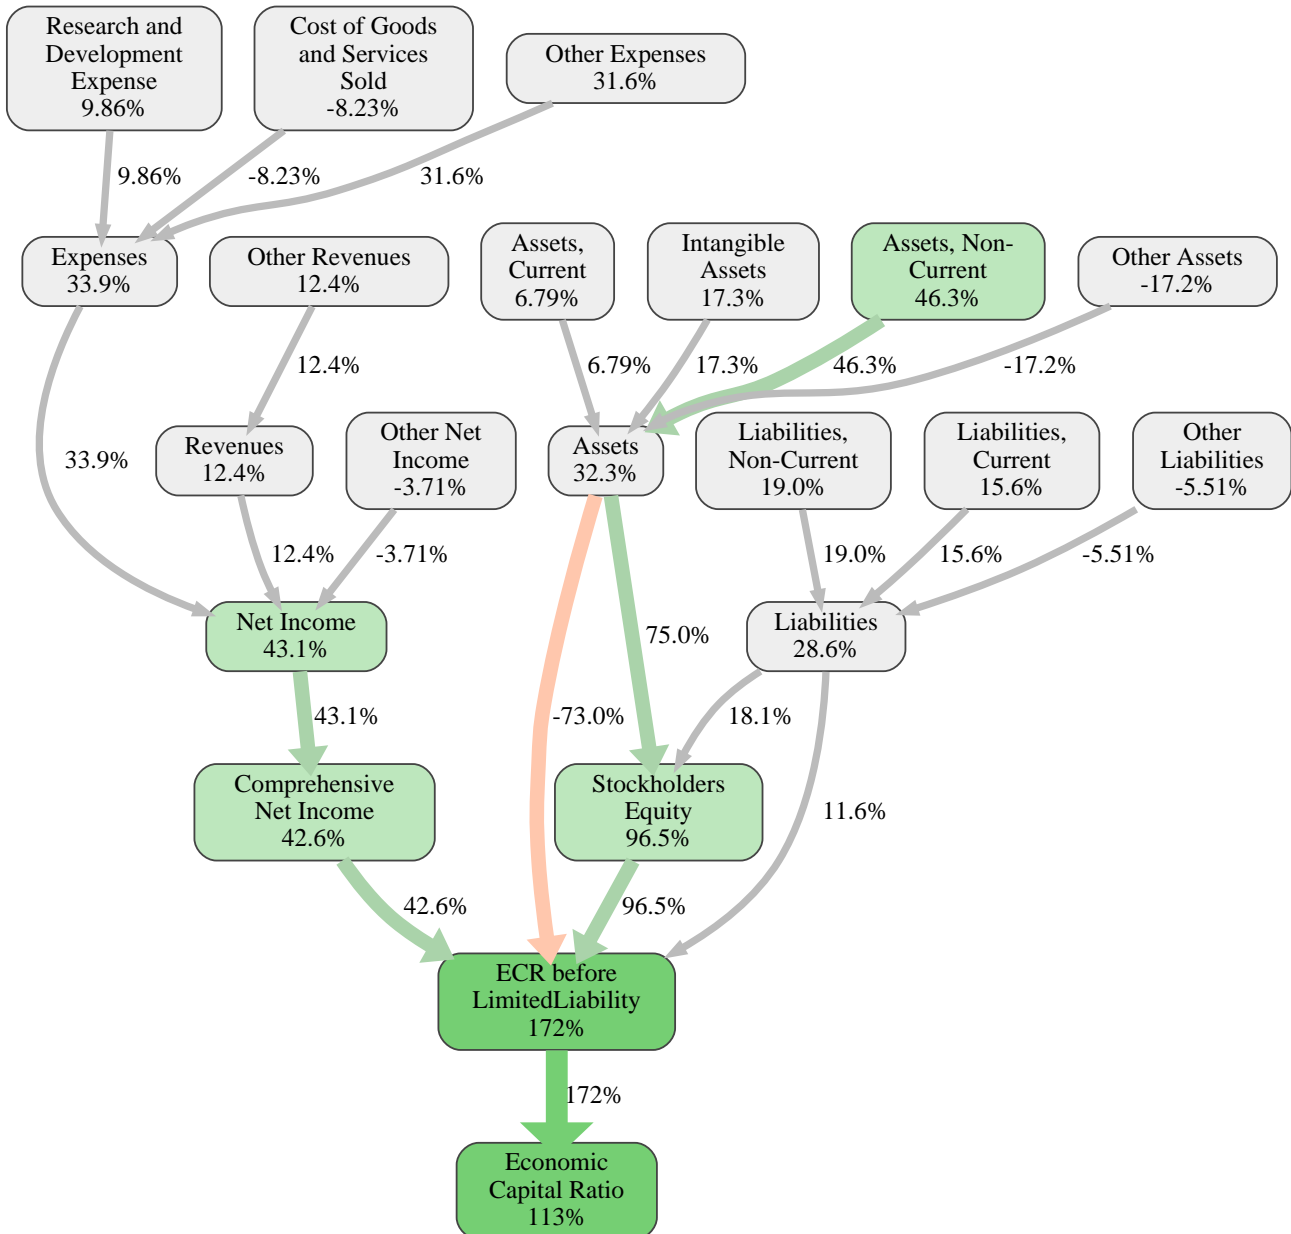 Research and
Development
Expense
9.86%
Cost of Goods
and Services
Sold
-8.23%
Other Expenses
31.6%
9.86%
-8.23%
31.6%
Expenses
33.9%
Other Revenues
12.4%
Assets,
Current
6.79%
Intangible
Assets
17.3%
Assets, Non-
Current
46.3%
Other Assets
-17.2%
12.4%
6.79%
17.3%
46.3%
-17.2%
33.9%
Revenues
12.4%
Other Net
Income
-3.71%
Assets
32.3%
Liabilities,
Non-Current
19.0%
Liabilities,
Current
15.6%
Other
Liabilities
-5.51%
12.4%
-3.71%
19.0%
15.6%
-5.51%
Net Income
43.1%
75.0%
Liabilities
28.6%
43.1%
-73.0%
18.1%
Comprehensive
Net Income
42.6%
Stockholders
Equity
96.5%
11.6%
42.6%
96.5%
ECR before
LimitedLiability
172%
172%
Economic
Capital Ratio
113%